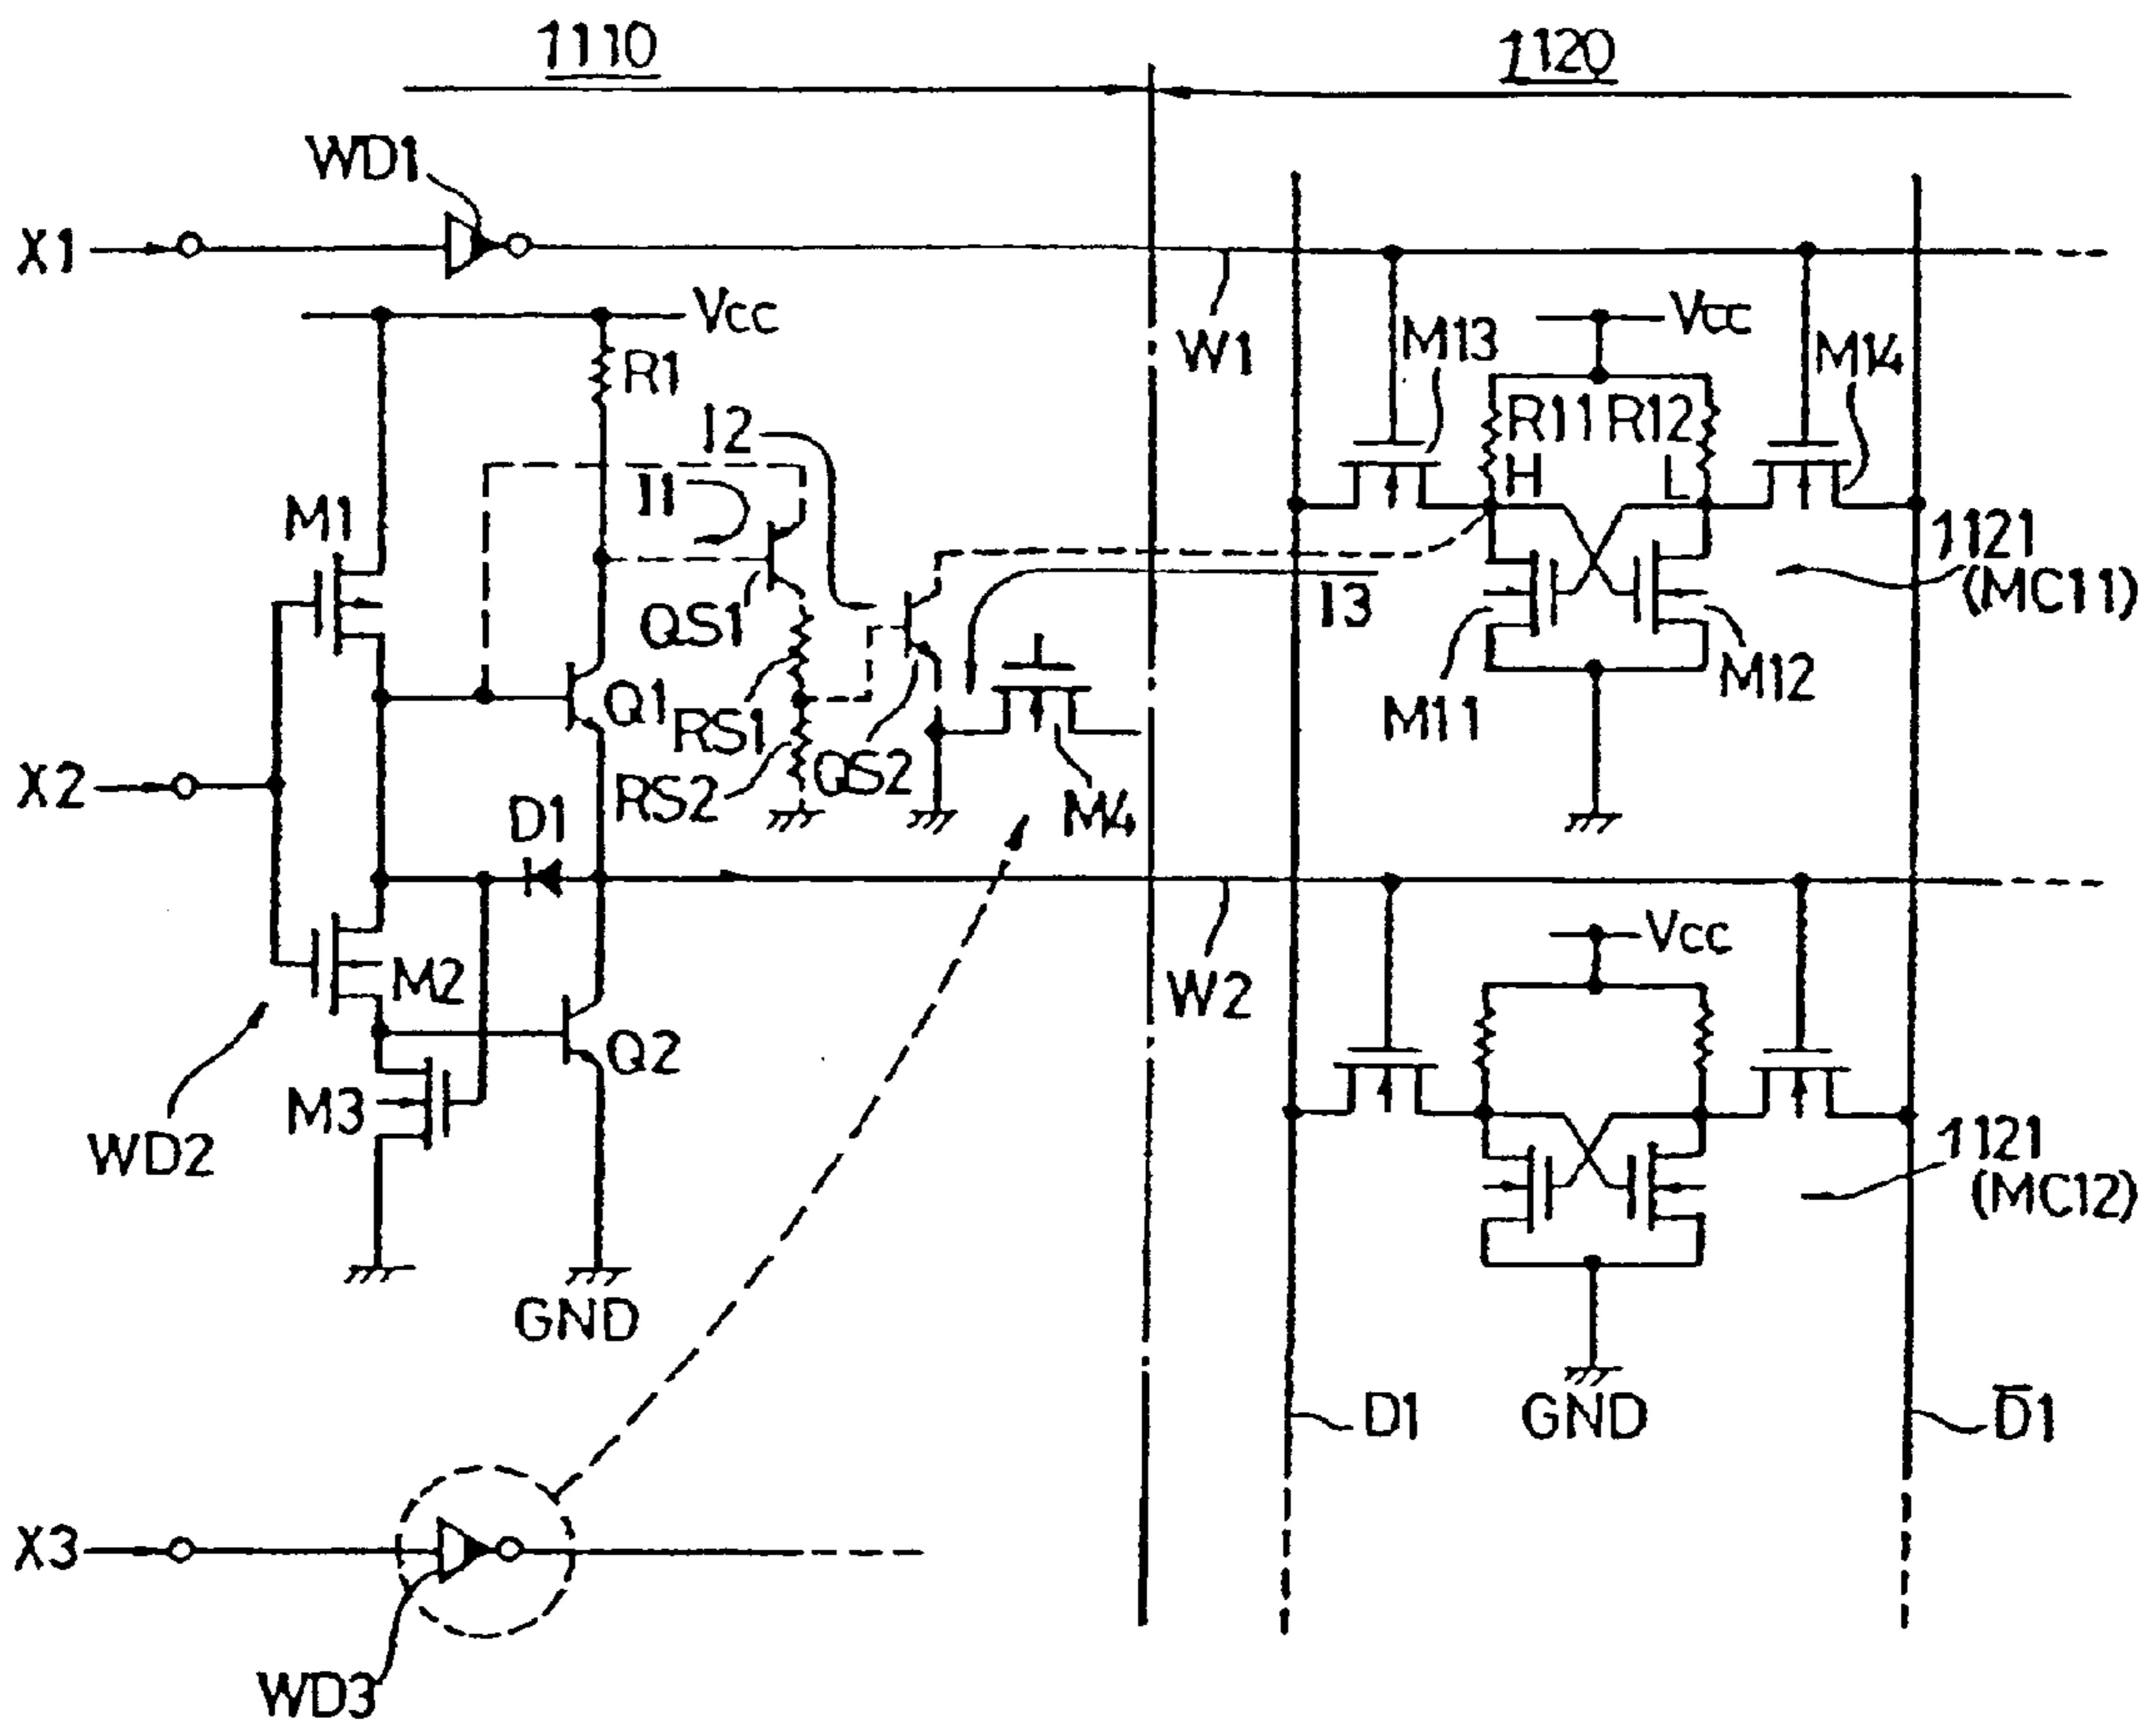 1110
1120
WD1
X1
Vcc
W1
R1
M13
Vcc
M14
I2
R11
R12
I1
H
L
M1
1121
(MC11)
QS1
I3
Q1
RS1
M11
M12
X2
RS2
QS2
M4
D1
Vcc
M2
W2
Q2
M3
WD2
1121
(MC12)
GND
D1
GND
D̅1
X3
WD3